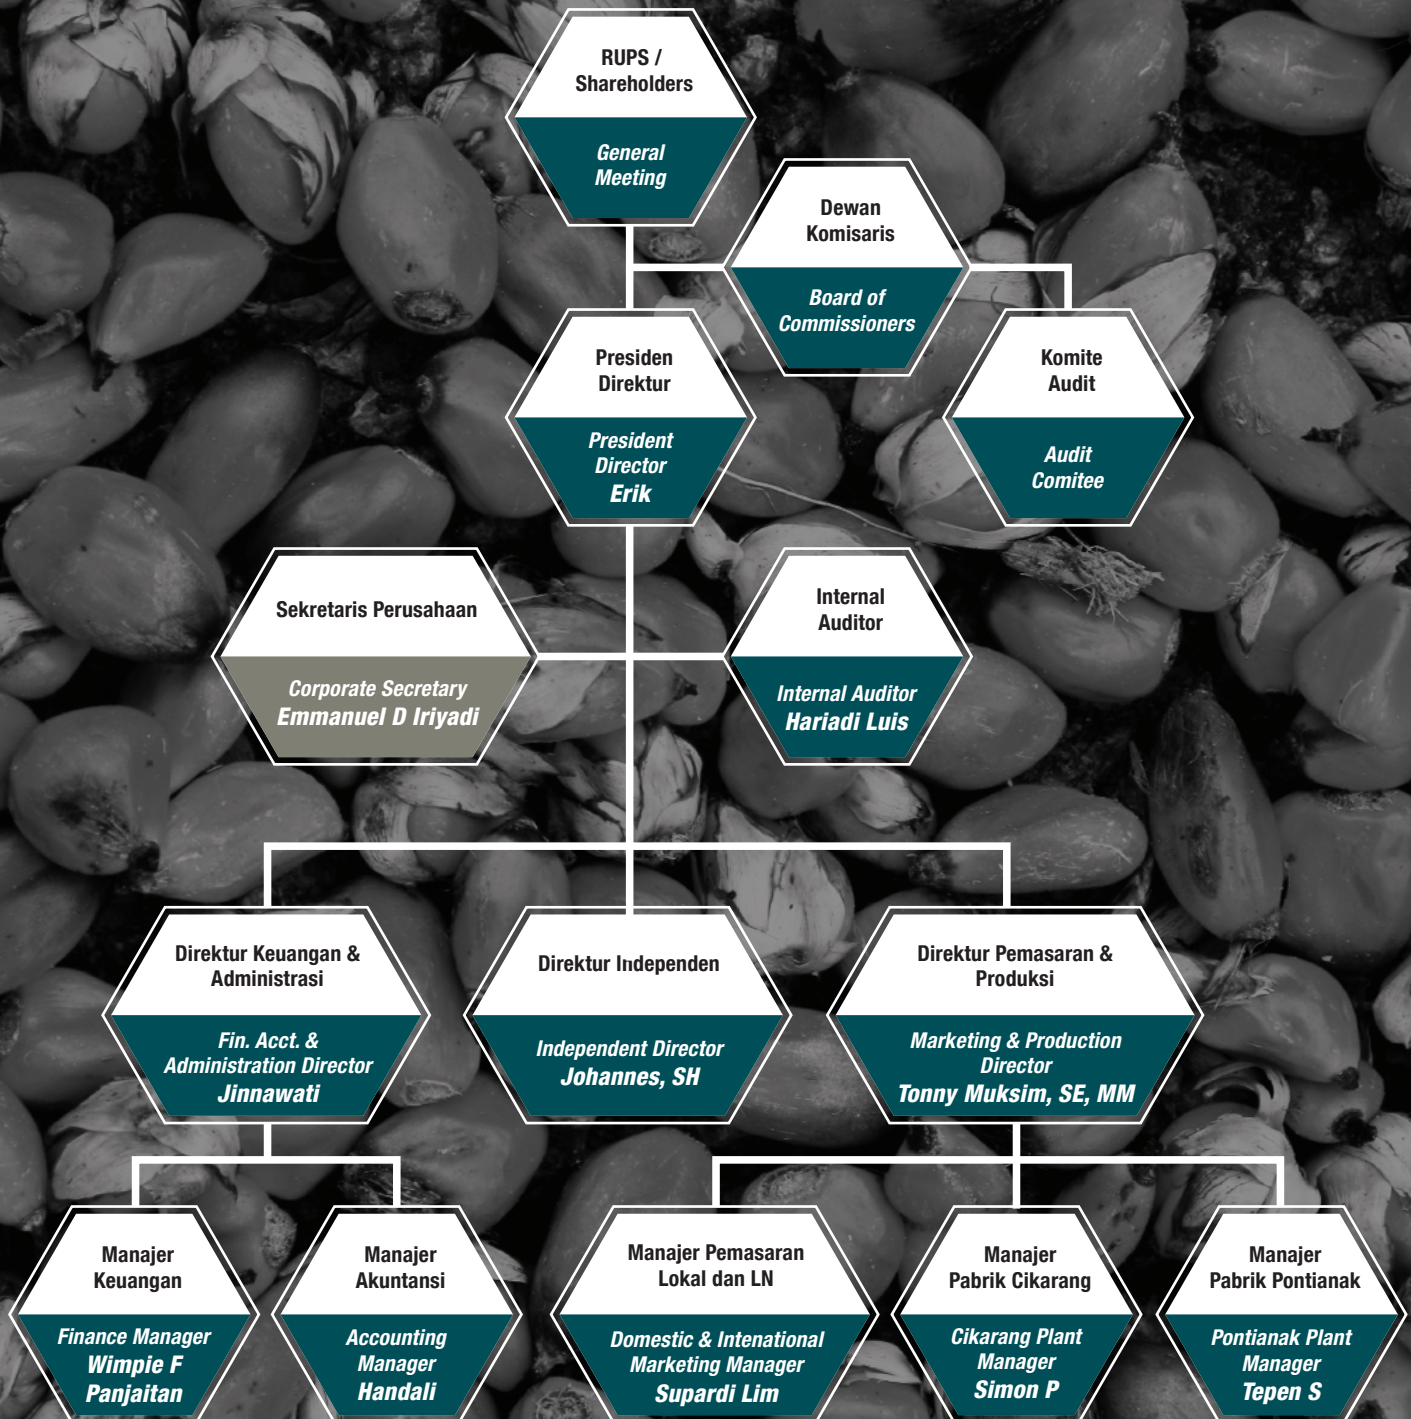 RUPS /
Shareholders
General
Meeting
Dewan
Komisaris
Board of
Commissioners
Presiden
Direktur
President
Director
Erik
Komite
Audit
Audit
Comitee
Sekretaris Perusahaan
Corporate Secretary
Emmanuel D Iriyadi
Internal
Auditor
Internal Auditor
Hariadi Luis
Direktur Keuangan &
Administrasi
Fin. Acct. &
Administration Director
Jinnawati
Direktur Independen
Independent Director
Johannes, SH
Direktur Pemasaran &
Produksi
Marketing & Production
Director
Tonny Muksim, SE, MM
Manajer
Keuangan
Finance Manager
Wimpie F
Panjaitan
Manajer
Akuntansi
Accounting
Manager
Handali
Manajer Pemasaran
Lokal dan LN
Domestic & Intenational
Marketing Manager
Supardi Lim
Manajer
Pabrik Cikarang
Cikarang Plant
Manager
Simon P
Manajer
Pabrik Pontianak
Pontianak Plant
Manager
Tepen S